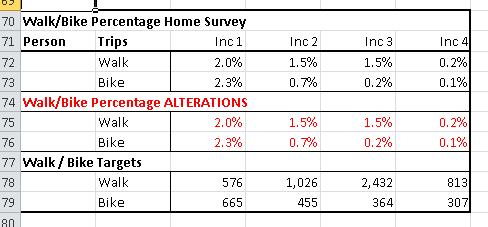 69
70 Walk/Bike Percentage Home Survey
71 Person Trips Inc 1 Inc 2 Inc 3 Inc 4
72 Walk 2.0% 1.5% 1.5% 0.2%
73 Bike 2.3% 0.7% 0.2% 0.1%
74 Walk/Bike Percentage ALTERATIONS
75 Walk 2.0% 1.5% 1.5% 0.2%
76 Bike 2.3% 0.7% 0.2% 0.1%
77 Walk / Bike Targets
78 Walk 576 1,026 2,432 813
79 Bike 665 455 364 307
80